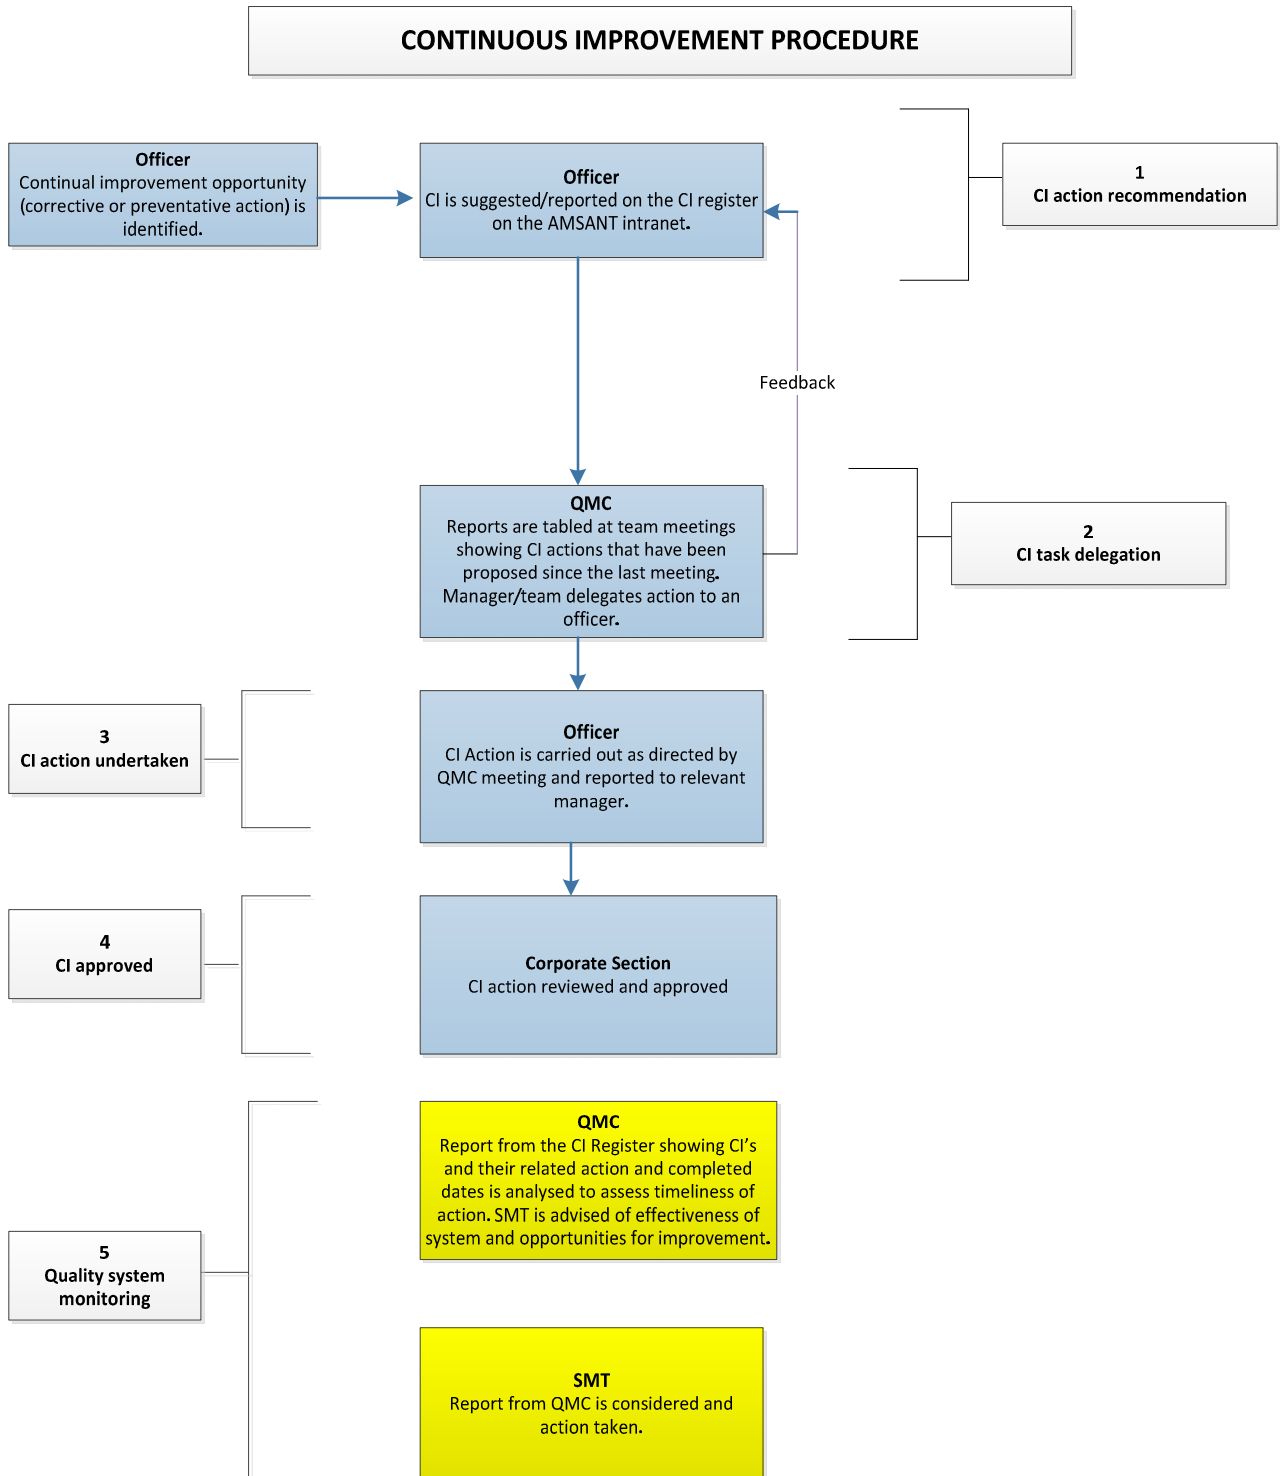 CONTINUOUS IMPROVEMENT PROCEDURE
Officer
Continual improvement opportunity
(corrective or preventative action) is
identified.
Officer
CI is suggested/reported on the CI register
on the AMSANT intranet.
1
CI action recommendation
Feedback
QMC
Reports are tabled at team meetings
showing CI actions that have been
proposed since the last meeting.
Manager/team delegates action to an
officer.
2
CI task delegation
3
CI action undertaken
Officer
CI Action is carried out as directed by
QMC meeting and reported to relevant
manager.
4
CI approved
Corporate Section
CI action reviewed and approved
QMC
Report from the CI Register showing CI's
and their related action and completed
dates is analysed to assess timeliness of
action. SMT is advised of effectiveness of
system and opportunities for improvement.
5
Quality system
monitoring
SMT
Report from QMC is considered and
action taken.